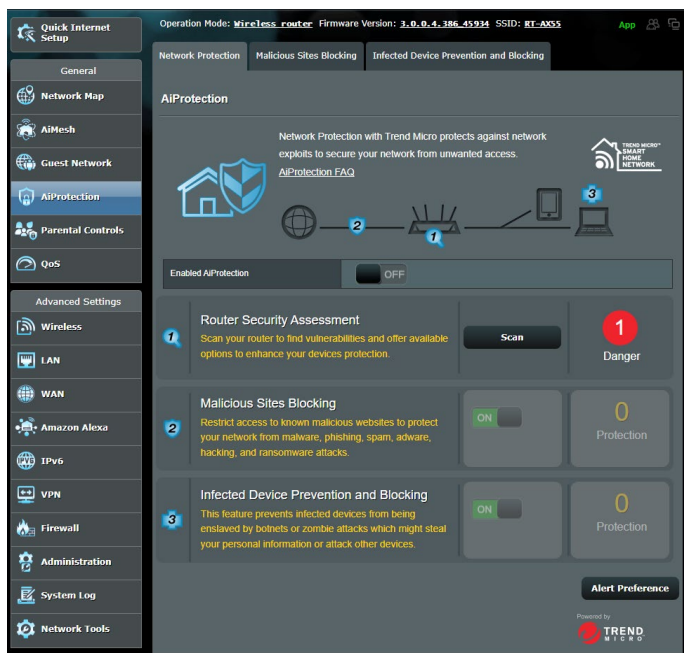 Quick Internet
Setup
Operation Mode: Wireless router Firmware Version: 3.0.0.4.386_45934 SSID: RT-AX55
App
General
Network Map
AiMesh
Guest Network
AiProtection
Parental Controls
QoS
Advanced Settings
Wireless
LAN
WAN
Amazon Alexa
IPv6
VPN
Firewall
Administration
System Log
Network Tools
Network Protection
Malicious Sites Blocking
Infected Device Prevention and Blocking
AiProtection
Network Protection with Trend Micro protects against network
exploits to secure your network from unwanted access.
AiProtection FAQ
TREND MICRO™
SMART
HOME
NETWORK
3
2
1
Enabled AiProtection
OFF
1
Router Security Assessment
Scan your router to find vulnerabilities and offer available
options to enhance your devices protection.
Scan
1
Danger
2
Malicious Sites Blocking
Restrict access to known malicious websites to protect
your network from malware, phishing, spam, adware,
hacking, and ransomware attacks.
ON
0
Protection
3
Infected Device Prevention and Blocking
This feature prevents infected devices from being
enslaved by botnets or zombie attacks which might steal
your personal information or attack other devices.
ON
0
Protection
Alert Preference
Powered by
TREND
MICRO